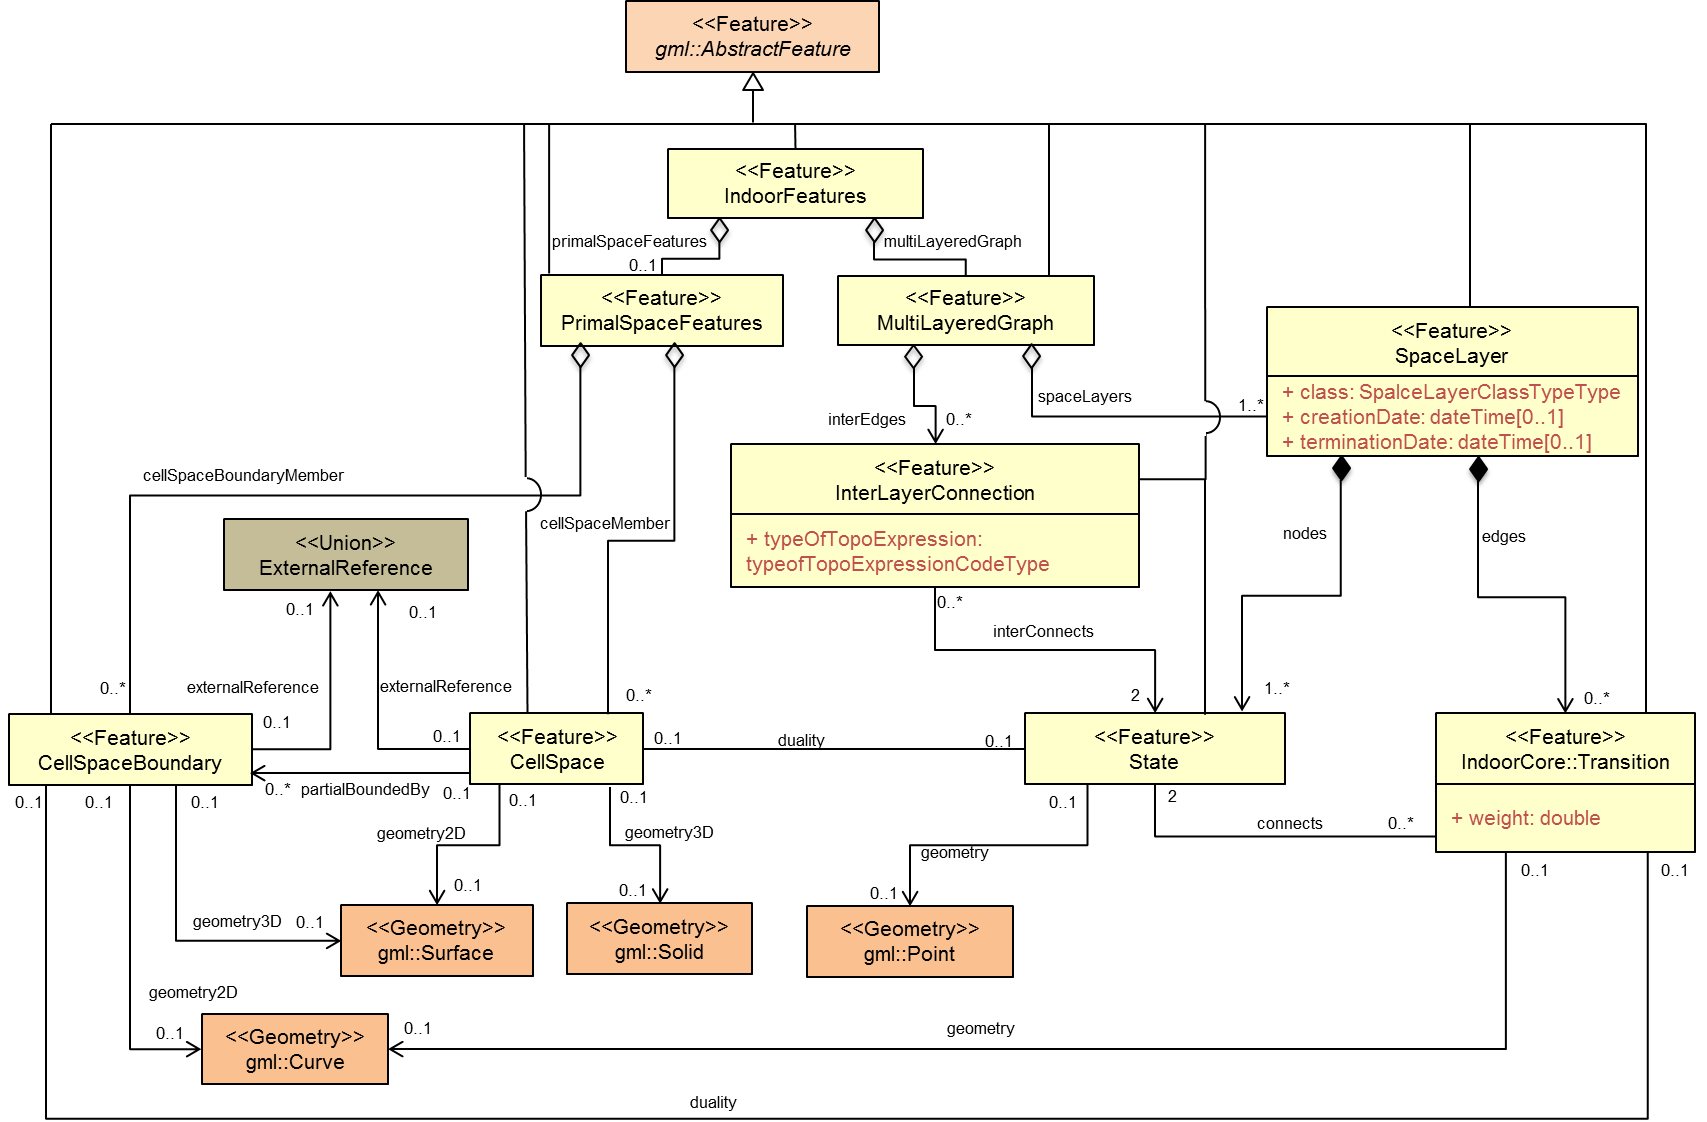 <<Feature>>
gml::AbstractFeature
<<Feature>>
IndoorFeatures
primalSpaceFeatures
multiLayeredGraph
0..1
<<Feature>>
PrimalSpaceFeatures
<<Feature>>
MultiLayeredGraph
<<Feature>>
SpaceLayer
+ class: SpalceLayerClassTypeType
+ creationDate: dateTime[0..1]
+ terminationDate: dateTime[0..1]
spaceLayers
1..*
interEdges
0..*
<<Feature>>
InterLayerConnection
+ typeOfTopoExpression:
typeofTopoExpressionCodeType
cellSpaceBoundaryMember
cellSpaceMember
nodes
edges
<<Union>>
ExternalReference
0..1
0..1
0..*
interConnects
externalReference
externalReference
0..*
0..*
2
1..*
0..*
0..1
0..1
<<Feature>>
CellSpaceBoundary
<<Feature>>
CellSpace
0..1
duality
0..1
<<Feature>>
State
<<Feature>>
IndoorCore::Transition
+ weight: double
0..*
partialBoundedBy
0..1
0..1
0..1
0..1
0..1
0..1
0..1
2
geometry2D
geometry3D
connects
0..*
geometry
0..1
0..1
0..1
0..1
0..1
geometry3D
0..1
<<Geometry>>
gml::Surface
<<Geometry>>
gml::Solid
<<Geometry>>
gml::Point
geometry2D
0..1
<<Geometry>>
gml::Curve
0..1
geometry
duality